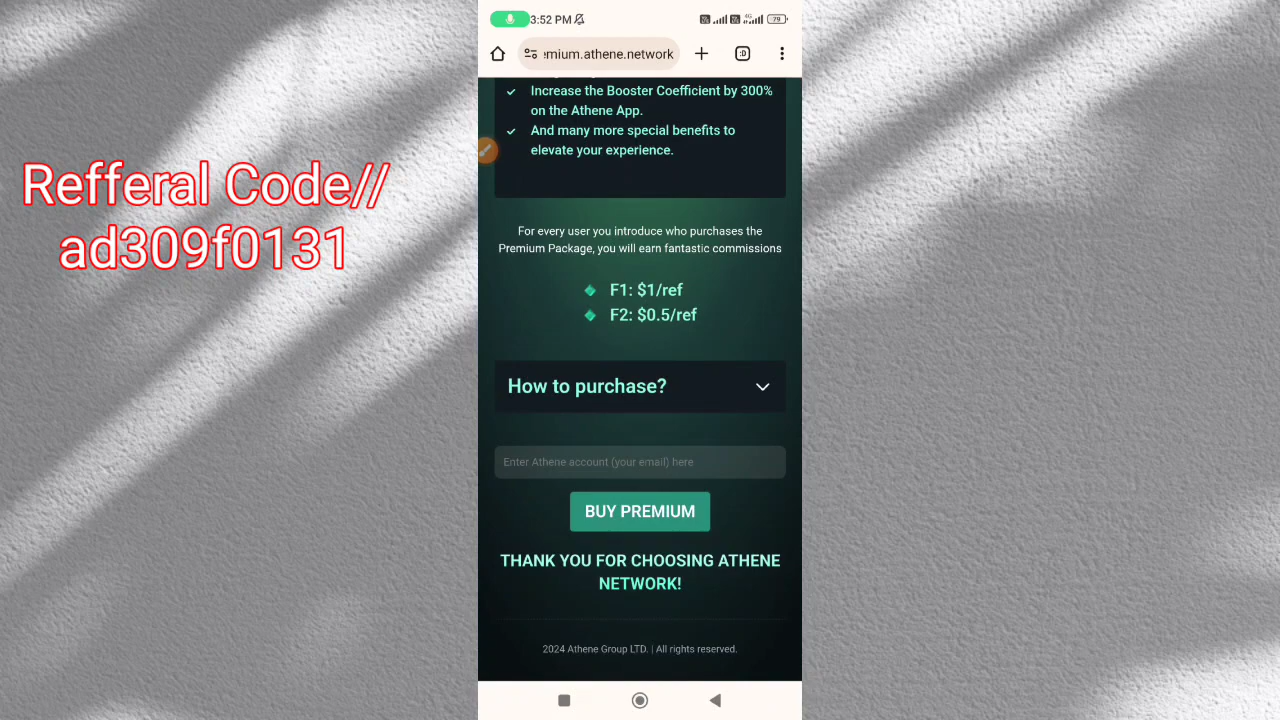 Refferal Code//
ad309f0131
3:52 PM
4G
79
emium.athene.network
:D
Increase the Booster Coefficient by 300%
on the Athene App.
And many more special benefits to
elevate your experience.
For every user you introduce who purchases the
Premium Package, you will earn fantastic commissions
F1: $1/ref
F2: $0.5/ref
How to purchase?
Enter Athene account (your email) here
BUY PREMIUM
THANK YOU FOR CHOOSING ATHENE
NETWORK!
2024 Athene Group LTD. | All rights reserved.